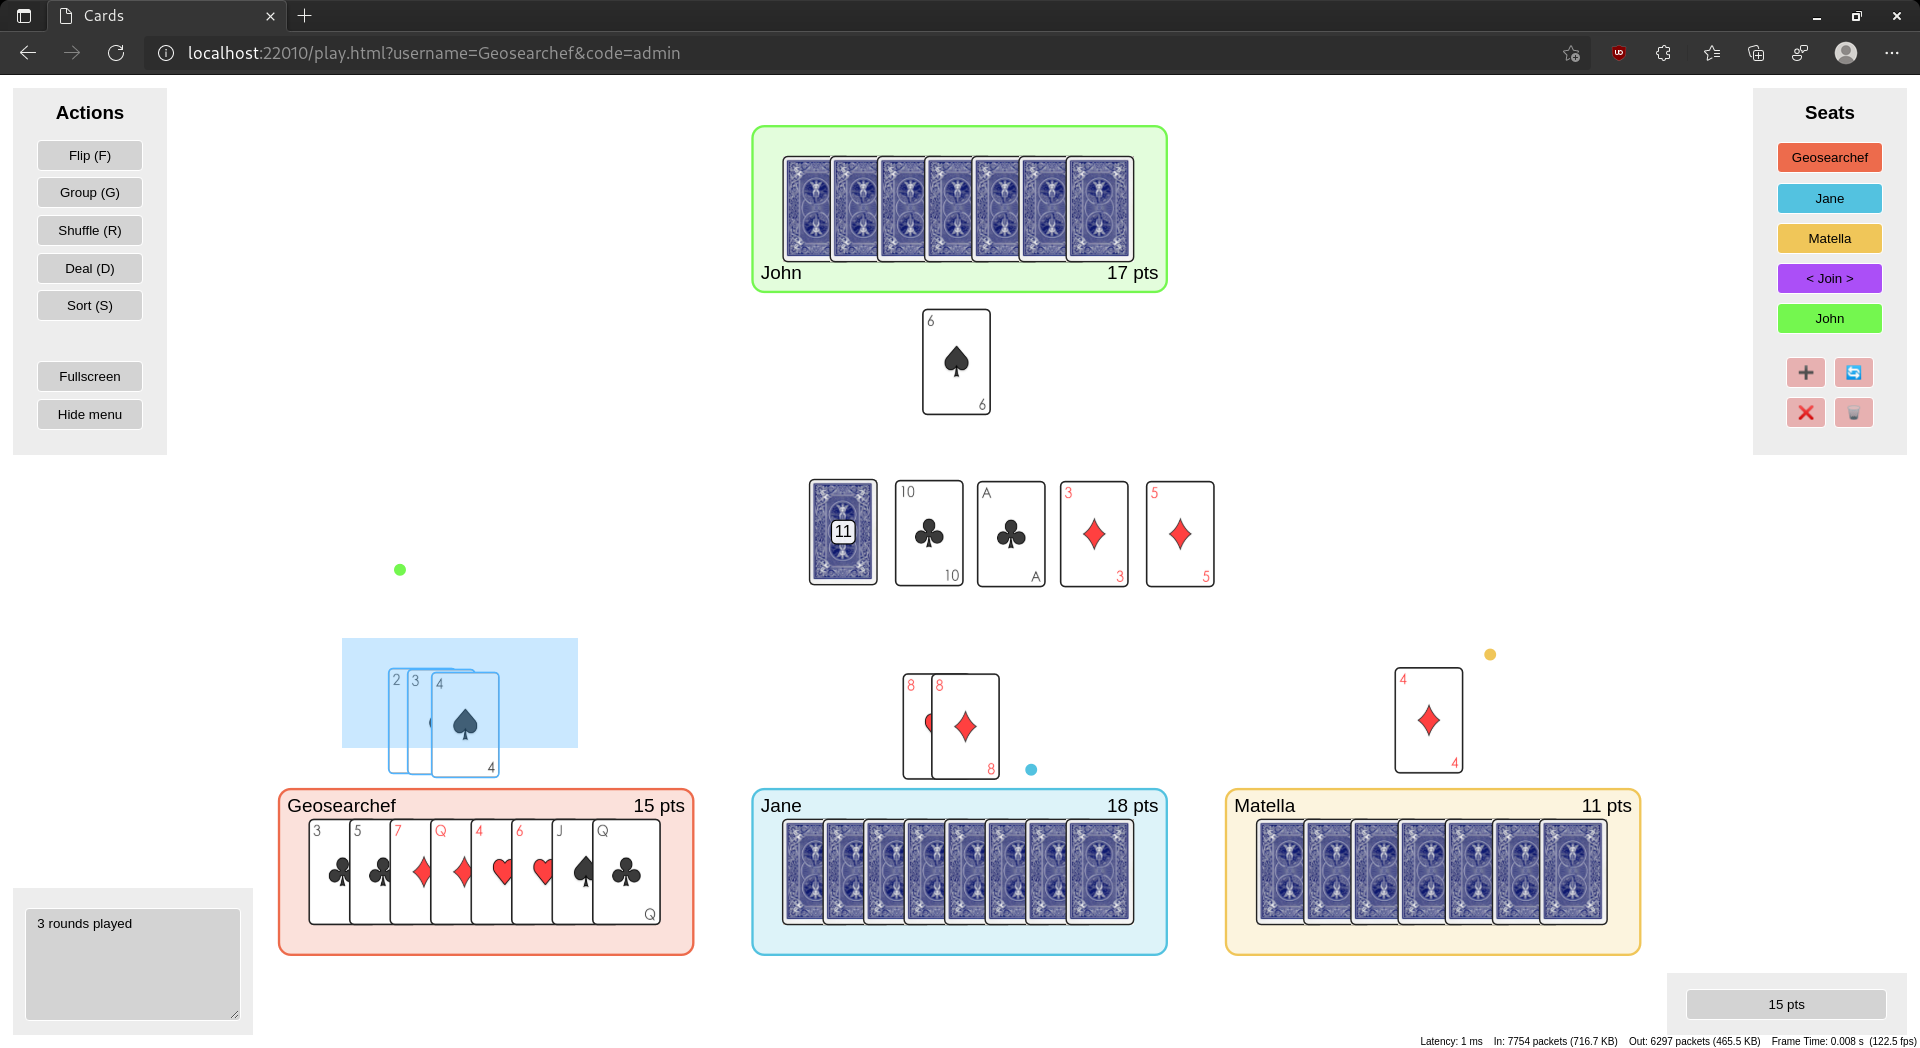 Cards
localhost:22010/play.html?username=Geosearchef&code=admin
Actions
Flip (F)
Group (G)
Shuffle (R)
Deal (D)
Sort (S)
Fullscreen
Hide menu
John 17 pts
6
6
11
10
10
A
A
3
3
5
5
2 3 4
4
8 8
8
4
4
Geosearchef 15 pts
3 5 7 Q 4 6 J Q
Q
Jane 18 pts
Matella 11 pts
Seats
Geosearchef
Jane
Matella
< Join >
John
3 rounds played
15 pts
Latency: 1 ms In: 7754 packets (716.7 KB) Out: 6297 packets (465.5 KB) Frame Time: 0.008 s (122.5 fps)